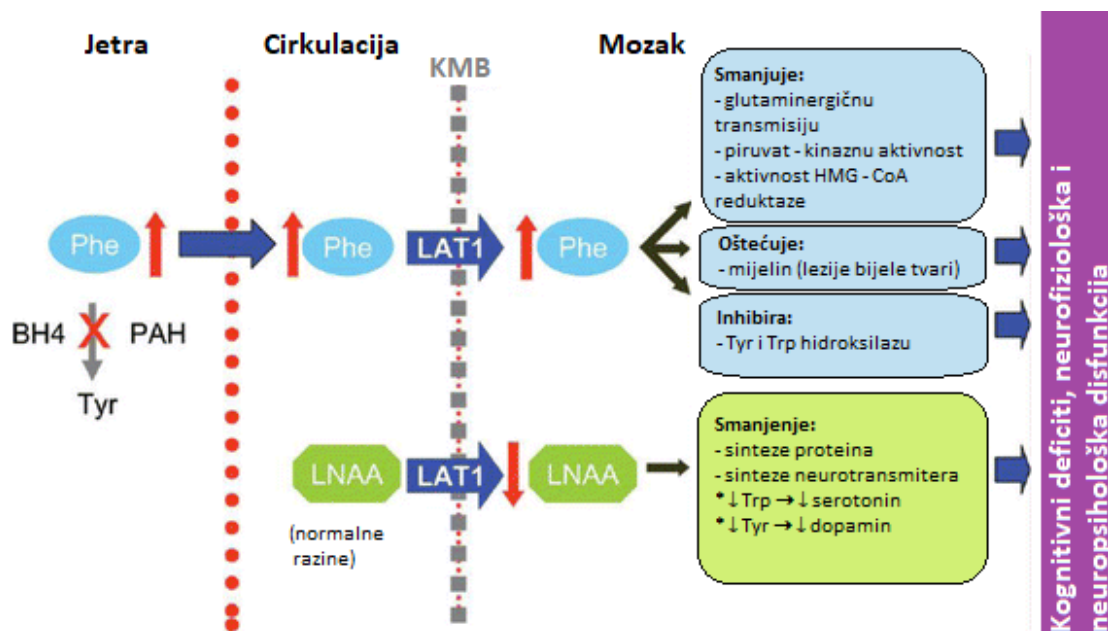 Jetra
Cirkulacija
Mozak
KMB
Phe
Phe
LAT1
Phe
BH4
X
PAH
Tyr
Smanjuje:
- glutaminergičnu
transmisiju
- piruvat - kinaznu aktivnost
- aktivnost HMG - CoA
reduktaze
Oštećuje:
- mijelin (lezije bijele tvari)
Inhibira:
- Tyr i Trp hidroksilazu
LNAA
(normalne
razine)
LAT1
LNAA
Smanjenje:
- sinteze proteina
- sinteze neurotransmitera
*↓Trp →↓serotonin
*↓Tyr →↓dopamin
Kognitivni deficiti, neurofiziološka i
neuropsihološka disfunkcija